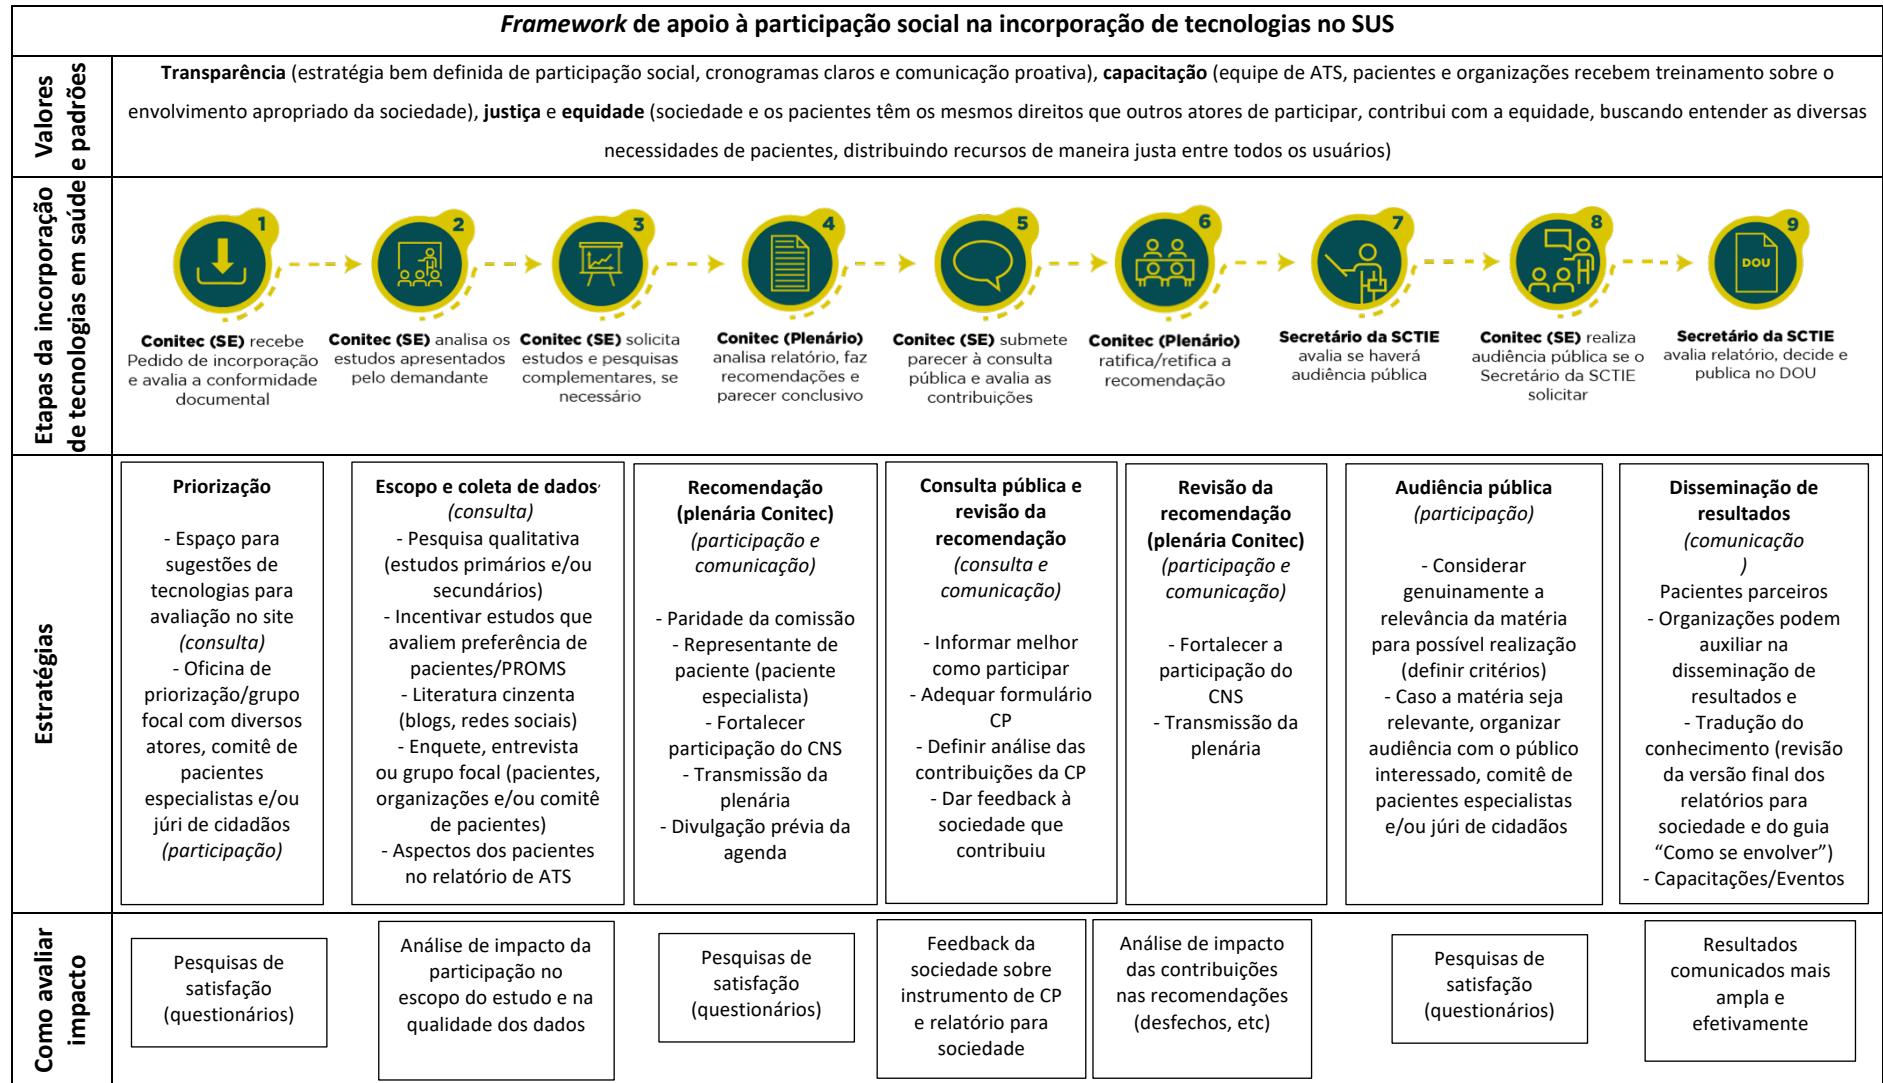 Framework de apoio à participação social na incorporação de tecnologias no SUS
Valores
e padrões
Transparência (estratégia bem definida de participação social, cronogramas claros e comunicação proativa), capacitação (equipe de ATS, pacientes e organizações recebem treinamento sobre o
envolvimento apropriado da sociedade), justiça e equidade (sociedade e os pacientes têm os mesmos direitos que outros atores de participar, contribui com a equidade, buscando entender as diversas
necessidades de pacientes, distribuindo recursos de maneira justa entre todos os usuários)
Etapas da incorporação
de tecnologias em saúde
1
Conitec (SE) recebe
Pedido de incorporação
e avalia a conformidade
documental
2
Conitec (SE) analisa os
estudos apresentados
pelo demandante
3
Conitec (SE) solicita
estudos e pesquisas
complementares, se
necessário
4
Conitec (Plenário)
analisa relatório, faz
recomendações e
parecer conclusivo
5
Conitec (SE) submete
parecer à consulta
pública e avalia as
contribuições
6
Conitec (Plenário)
ratifica/retifica a
recomendação
7
Secretário da SCTIE
avalia se haverá
audiência pública
8
Conitec (SE) realiza
audiência pública se o
Secretário da SCTIE
solicitar
9
DOU
Secretário da SCTIE
avalia relatório, decide e
publica no DOU
Estratégias
Priorização
- Espaço para
sugestões de
tecnologias para
avaliação no site
(consulta)
- Oficina de
priorização/grupo
focal com diversos
atores, comitê de
pacientes
especialistas e/ou
júri de cidadãos
(participação)
Escopo e coleta de dados
(consulta)
- Pesquisa qualitativa
(estudos primários e/ou
secundários)
- Incentivar estudos que
avaliem preferência de
pacientes/PROMS
- Literatura cinzenta
(blogs, redes sociais)
- Enquete, entrevista
ou grupo focal (pacientes,
organizações e/ou comitê
de pacientes)
- Aspectos dos pacientes
no relatório de ATS
Recomendação
(plenária Conitec)
(participação e
comunicação)
- Paridade da comissão
- Representante de
paciente (paciente
especialista)
- Fortalecer
participação do CNS
- Transmissão da
plenária
- Divulgação prévia da
agenda
Consulta pública e
revisão da
recomendação
(consulta e
comunicação)
- Informar melhor
como participar
- Adequar formulário
CP
- Definir análise das
contribuições da CP
- Dar feedback à
sociedade que
contribuiu
Revisão da
recomendação
(plenária Conitec)
(participação e
comunicação)
- Fortalecer a
participação do
CNS
- Transmissão da
plenária
Audiência pública
(participação)
- Considerar
genuinamente a
relevância da matéria
para possível realização
(definir critérios)
- Caso a matéria seja
relevante, organizar
audiência com o público
interessado, comitê de
pacientes especialistas
e/ou júri de cidadãos
Disseminação de
resultados
(comunicação
)
Pacientes parceiros
- Organizações podem
auxiliar na
disseminação de
resultados e
- Tradução do
conhecimento (revisão
da versão final dos
relatórios para
sociedade e do guia
“Como se envolver”)
- Capacitações/Eventos
Como avaliar
impacto
Pesquisas de
satisfação
(questionários)
Análise de impacto da
participação no
escopo do estudo e na
qualidade dos dados
Pesquisas de
satisfação
(questionários)
Feedback da
sociedade sobre
instrumento de CP
e relatório para
sociedade
Análise de impacto
das contribuições
nas recomendações
(desfechos, etc)
Pesquisas de
satisfação
(questionários)
Resultados
comunicados mais
ampla e
efetivamente